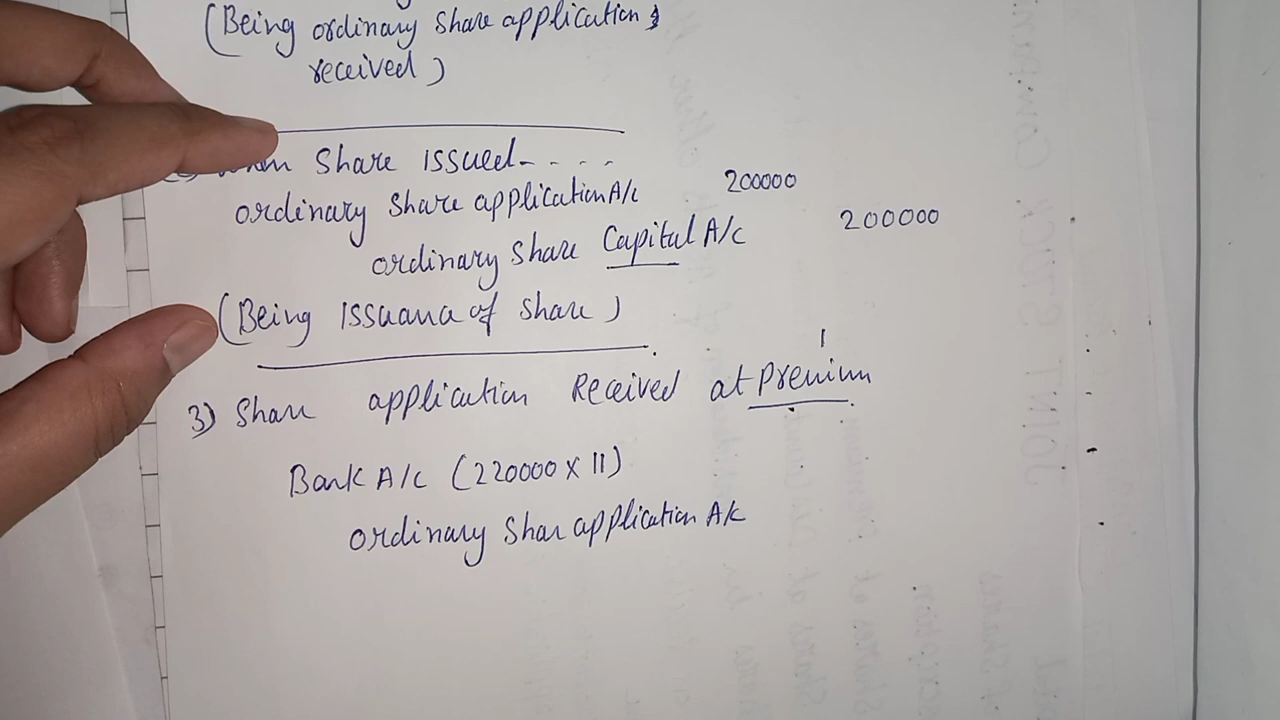 (Being ordinary share application
received)
Share issued- - - -
ordinary share application A/c 200000
ordinary share Capital A/c 200000
(Being issuana of share)
3) Share application Received at premium
Bank A/c (220000 x 11)
ordinary shar application A/c